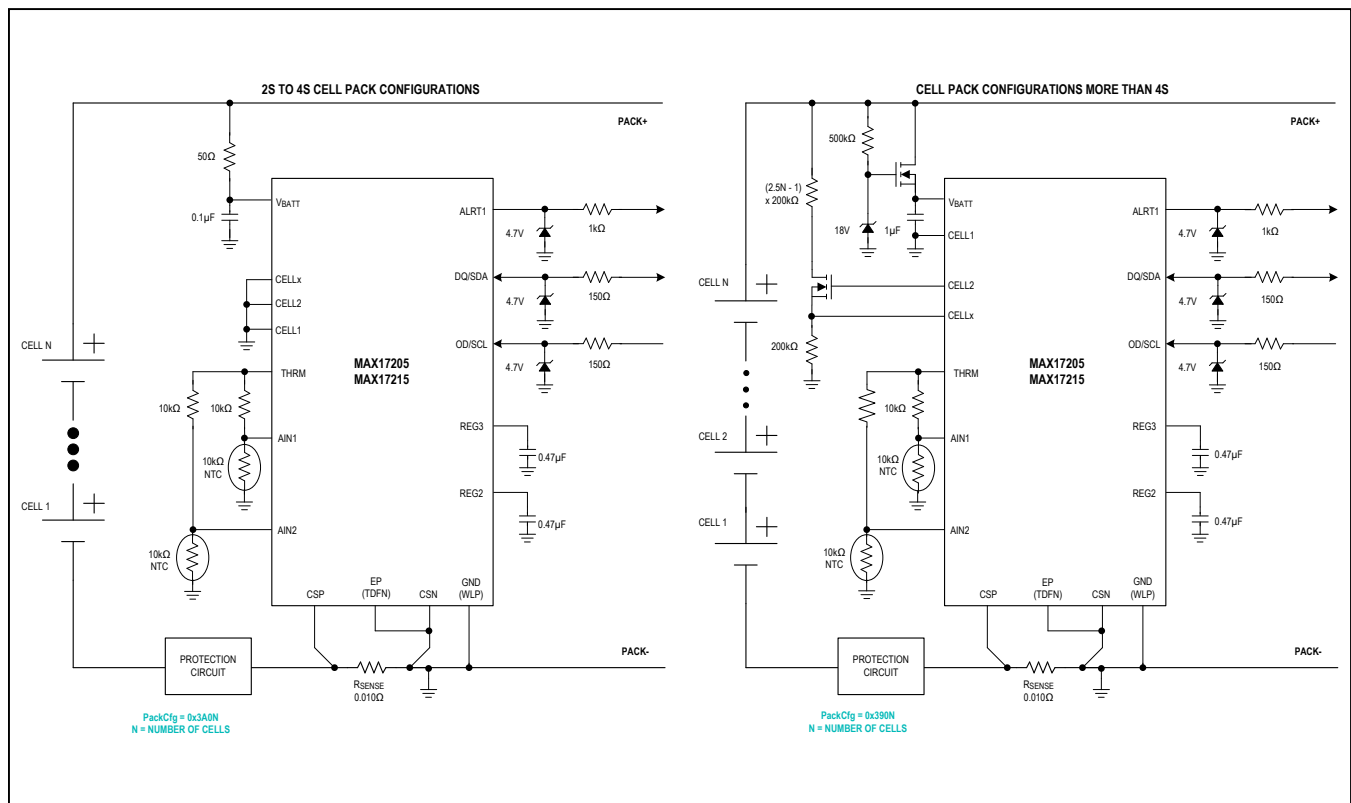 2S TO 4S CELL PACK CONFIGURATIONS
PACK+
50Ω
VBATT
0.1µF
CELLx
CELL2
CELL1
MAX17205
MAX17215
THRM
10kΩ
10kΩ
AIN1
10kΩ
NTC
AIN2
10kΩ
NTC
ALRT1
4.7V
1kΩ
DQ/SDA
4.7V
150Ω
OD/SCL
4.7V
150Ω
REG3
0.47µF
REG2
0.47µF
CELL N
CELL 1
CSP
EP
(TDFN)
CSN
GND
(WLP)
PROTECTION
CIRCUIT
RSENSE
0.010Ω
PACK-
PackCfg = 0x3A0N
N = NUMBER OF CELLS
CELL PACK CONFIGURATIONS MORE THAN 4S
PACK+
500kΩ
(2.5N - 1)
x 200kΩ
18V
1µF
VBATT
CELL1
CELL2
CELLx
200kΩ
MAX17205
MAX17215
THRM
10kΩ
AIN1
10kΩ
NTC
AIN2
10kΩ
NTC
ALRT1
4.7V
1kΩ
DQ/SDA
4.7V
150Ω
OD/SCL
4.7V
150Ω
REG3
0.47µF
REG2
0.47µF
CELL N
CELL 2
CELL 1
CSP
EP
(TDFN)
CSN
GND
(WLP)
PROTECTION
CIRCUIT
RSENSE
0.010Ω
PACK-
PackCfg = 0x390N
N = NUMBER OF CELLS